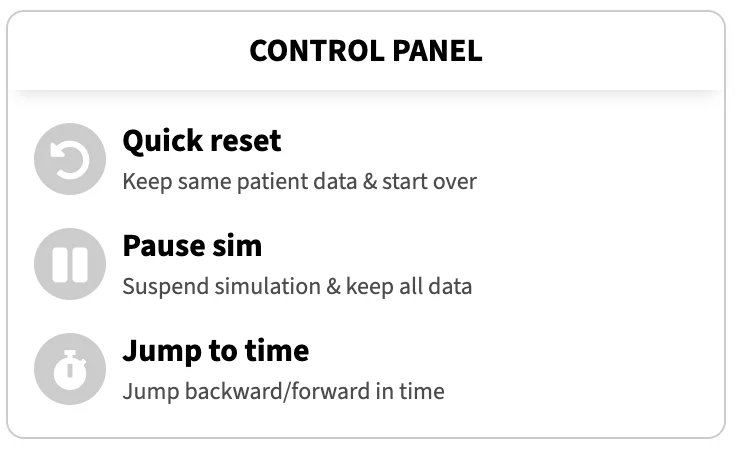 CONTROL PANEL
Quick reset
Keep same patient data & start over
Pause sim
Suspend simulation & keep all data
Jump to time
Jump backward/forward in time